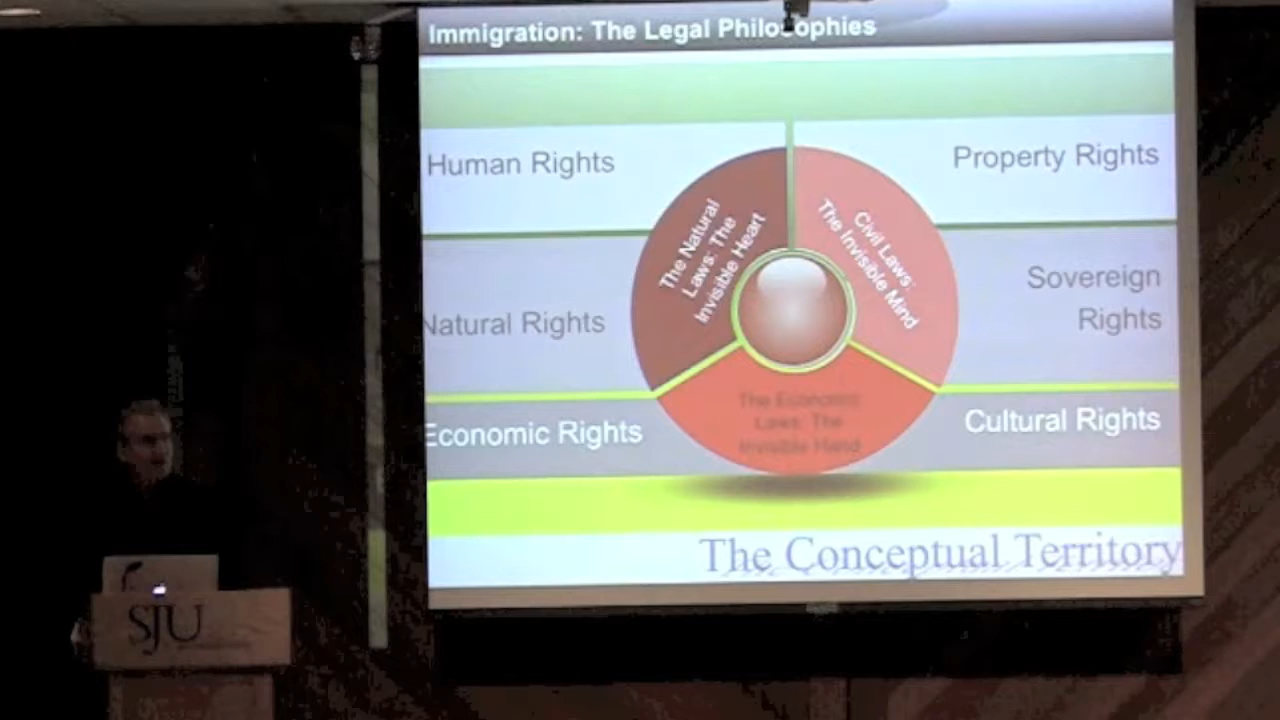 Immigration: The Legal Philosophies
Human Rights
Property Rights
The Natural
Laws: The
Invisible Heart
Civil Laws:
The Invisible Mind
Natural Rights
Sovereign
Rights
The Economic
Laws: The
Invisible Hand
Economic Rights
Cultural Rights
The Conceptual Territory
SJU